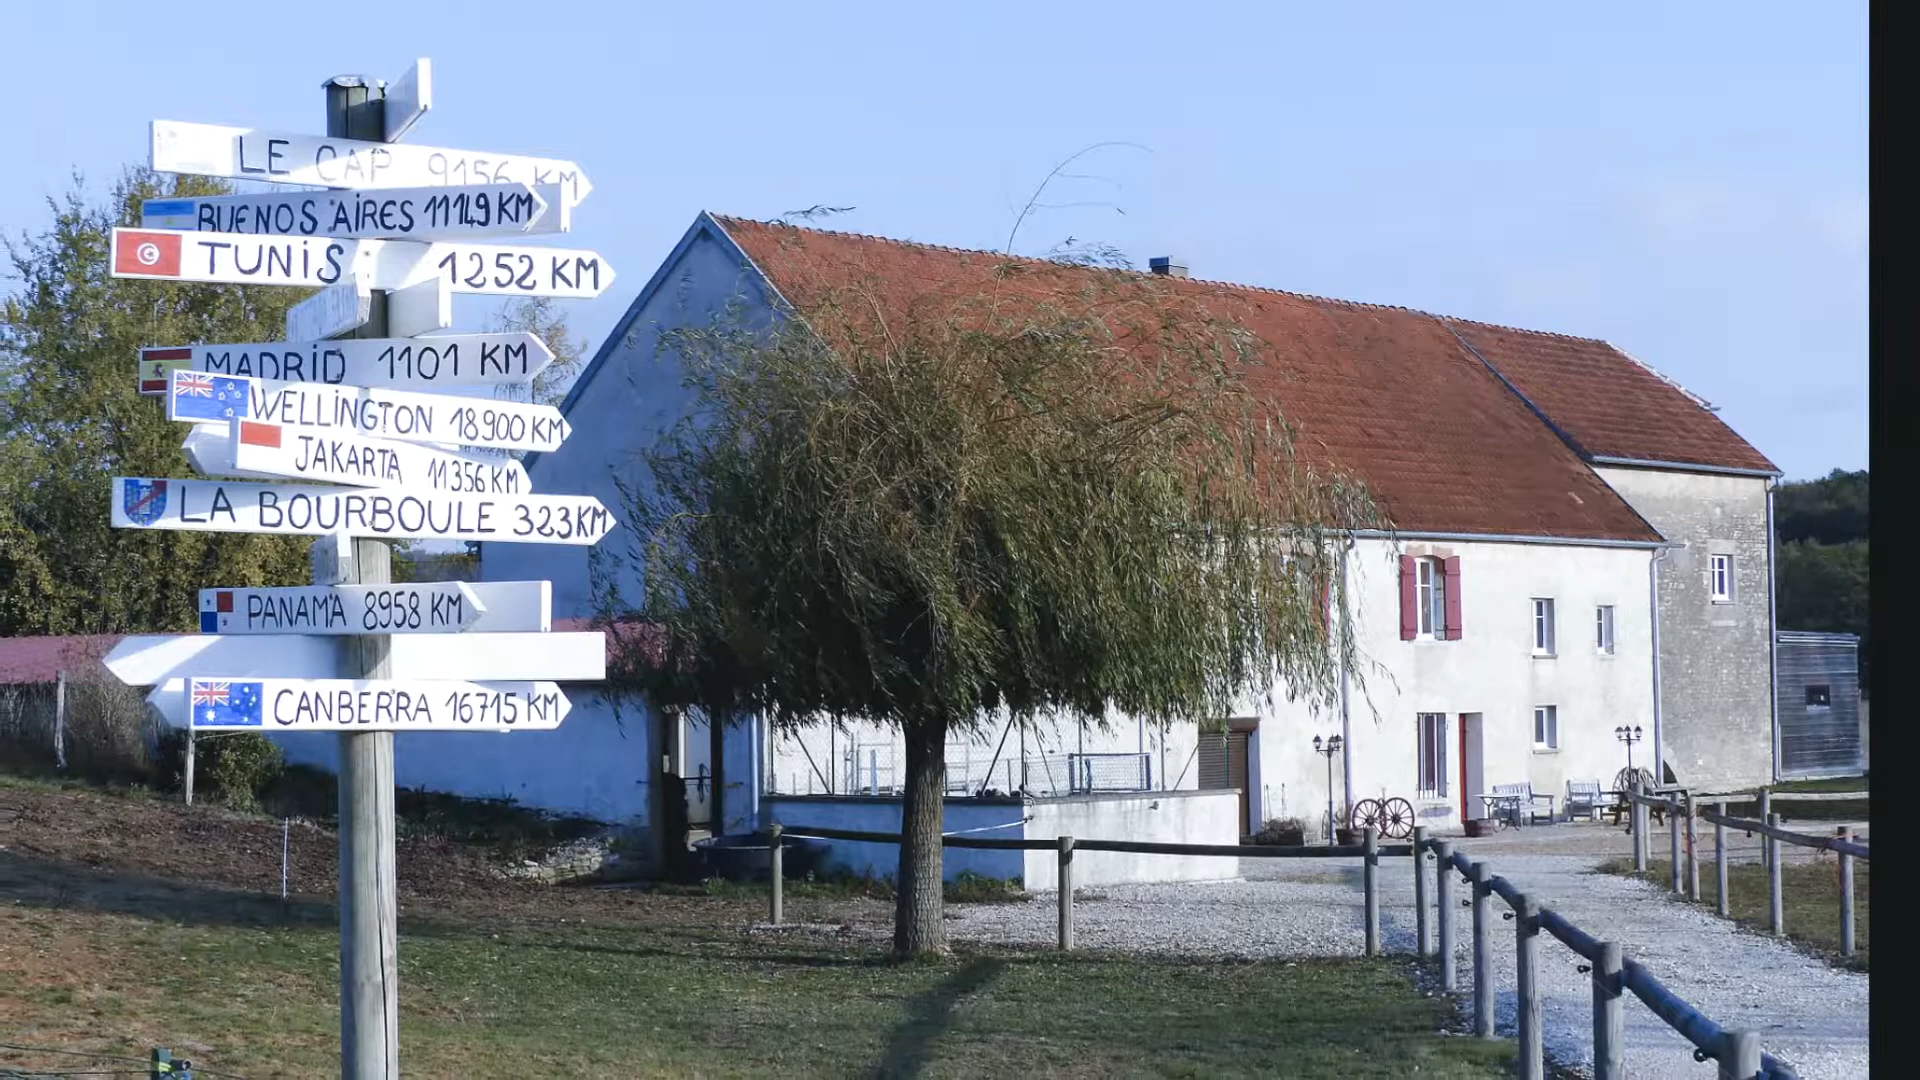 LE CAP 9156 KM
BUENOS AiRES 11149 KM
TUNiS 1252 KM
MADRiD 1101 KM
WELLINGTON 18900 KM
JAKARTA 11356 KM
LA BOURBOULE 323 KM
PANAMA 8958 KM
CANBERRA 16715 KM